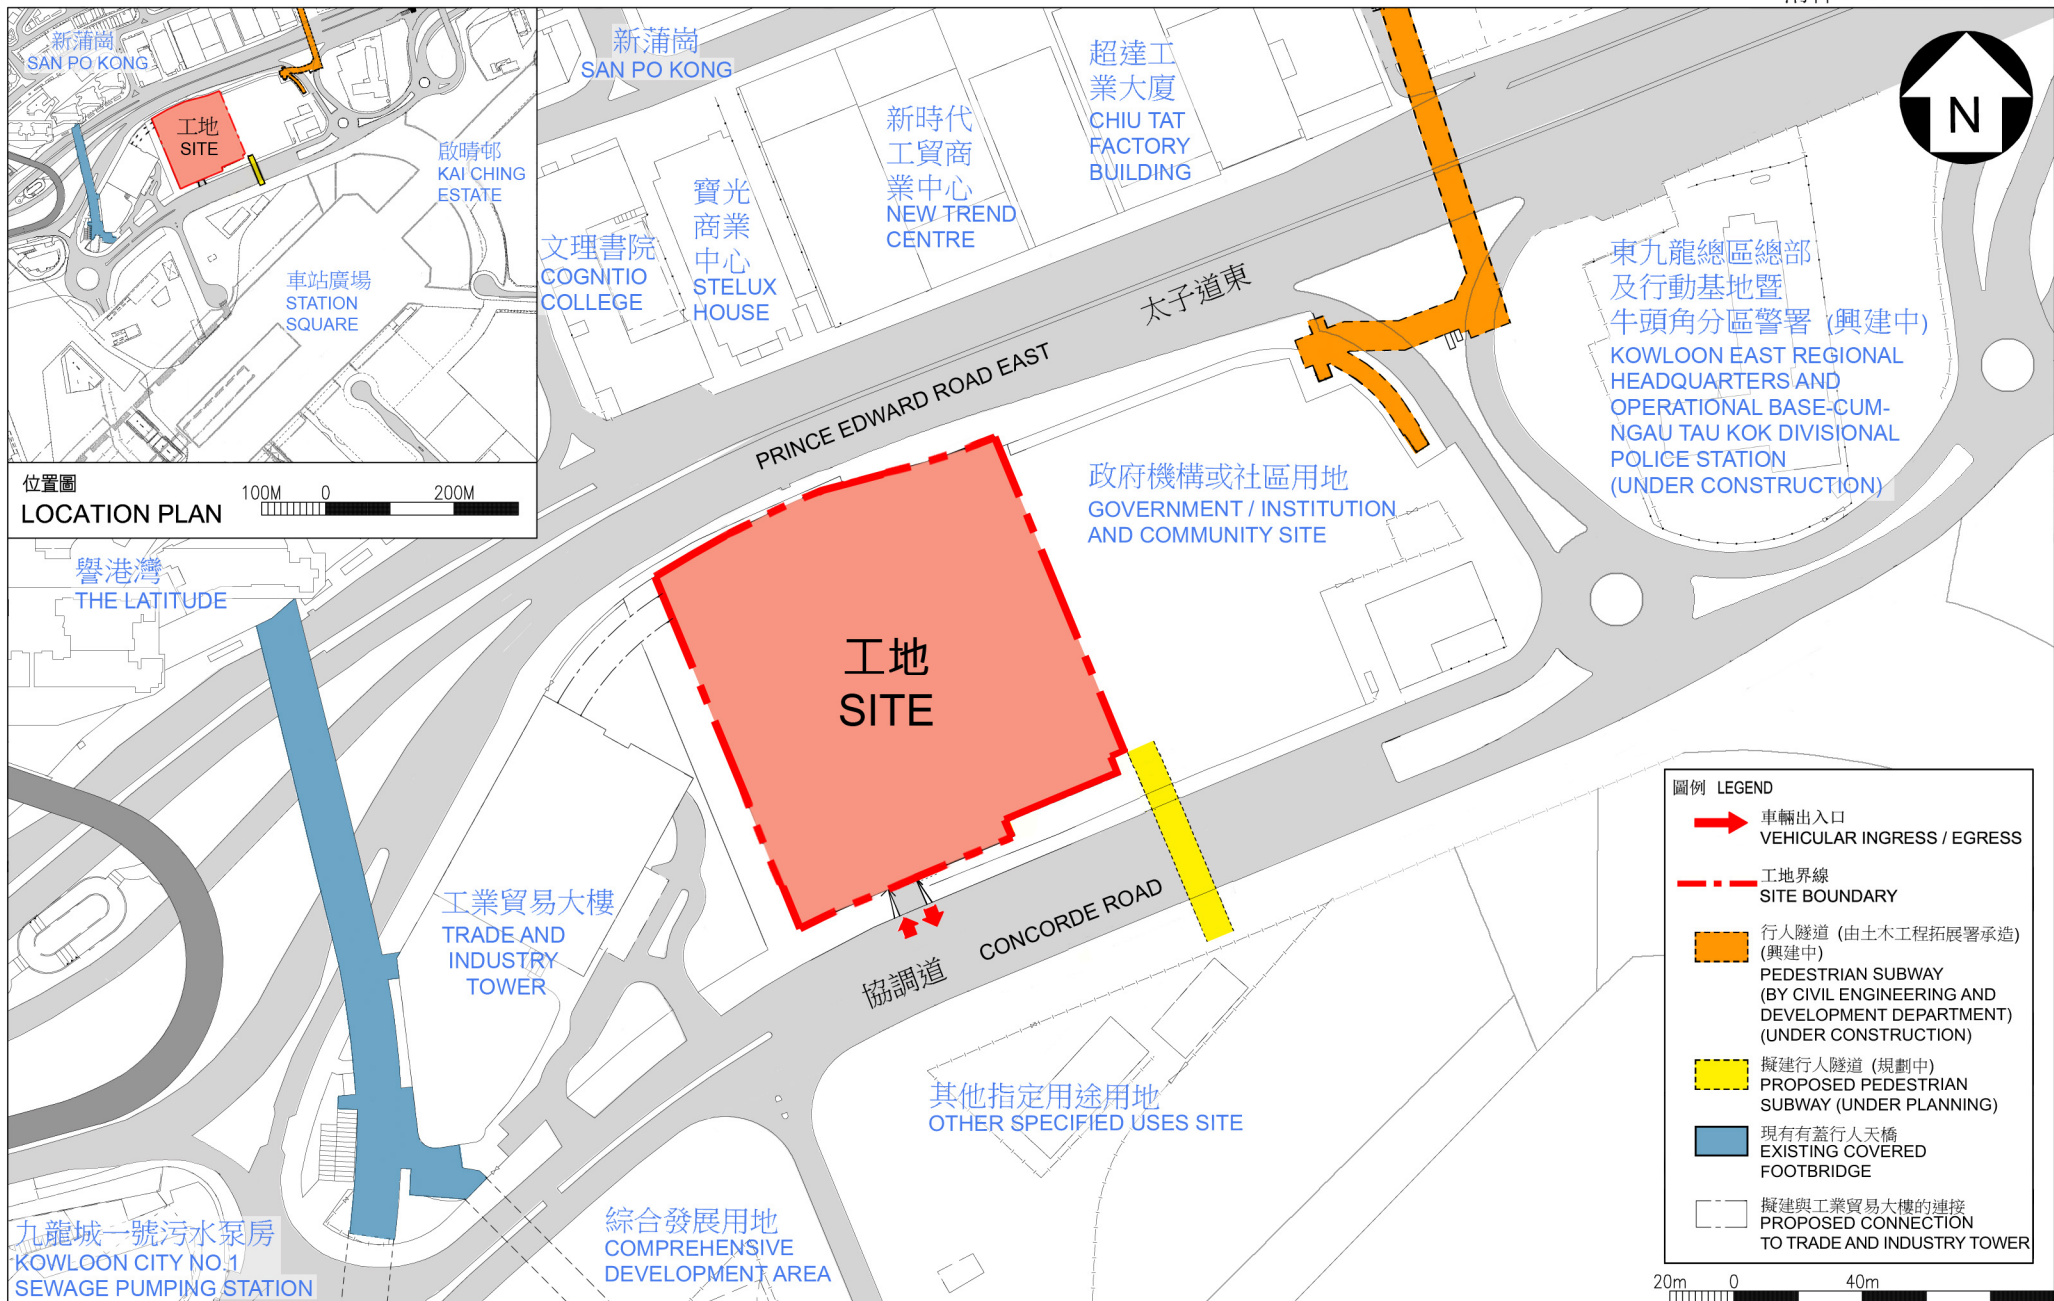 新蒲崗
SAN PO KONG
工地
SITE
啟晴邨
KAI CHING
ESTATE
車站廣場
STATION
SQUARE
位置圖
LOCATION PLAN
100M 0 200M
新蒲崗
SAN PO KONG
超達工
業大廈
CHIU TAT
FACTORY
BUILDING
新時代
工貿商
業中心
NEW TREND
CENTRE
寶光
商業
中心
STELUX
HOUSE
文理書院
COGNITIO
COLLEGE
N
太子道東
PRINCE EDWARD ROAD EAST
東九龍總區總部
及行動基地暨
牛頭角分區警署 (興建中)
KOWLOON EAST REGIONAL
HEADQUARTERS AND
OPERATIONAL BASE-CUM-
NGAU TAU KOK DIVISIONAL
POLICE STATION
(UNDER CONSTRUCTION)
政府機構或社區用地
GOVERNMENT / INSTITUTION
AND COMMUNITY SITE
譽港灣
THE LATITUDE
工地
SITE
工業貿易大樓
TRADE AND
INDUSTRY
TOWER
協調道
CONCORDE ROAD
其他指定用途用地
OTHER SPECIFIED USES SITE
綜合發展用地
COMPREHENSIVE
DEVELOPMENT AREA
九龍城一號污水泵房
KOWLOON CITY NO.1
SEWAGE PUMPING STATION
圖例 LEGEND
車輛出入口
VEHICULAR INGRESS / EGRESS
工地界線
SITE BOUNDARY
行人隧道 (由土木工程拓展署承造)
(興建中)
PEDESTRIAN SUBWAY
(BY CIVIL ENGINEERING AND
DEVELOPMENT DEPARTMENT)
(UNDER CONSTRUCTION)
擬建行人隧道 (規劃中)
PROPOSED PEDESTRIAN
SUBWAY (UNDER PLANNING)
現有有蓋行人天橋
EXISTING COVERED
FOOTBRIDGE
擬建與工業貿易大樓的連接
PROPOSED CONNECTION
TO TRADE AND INDUSTRY TOWER
20m 0 40m